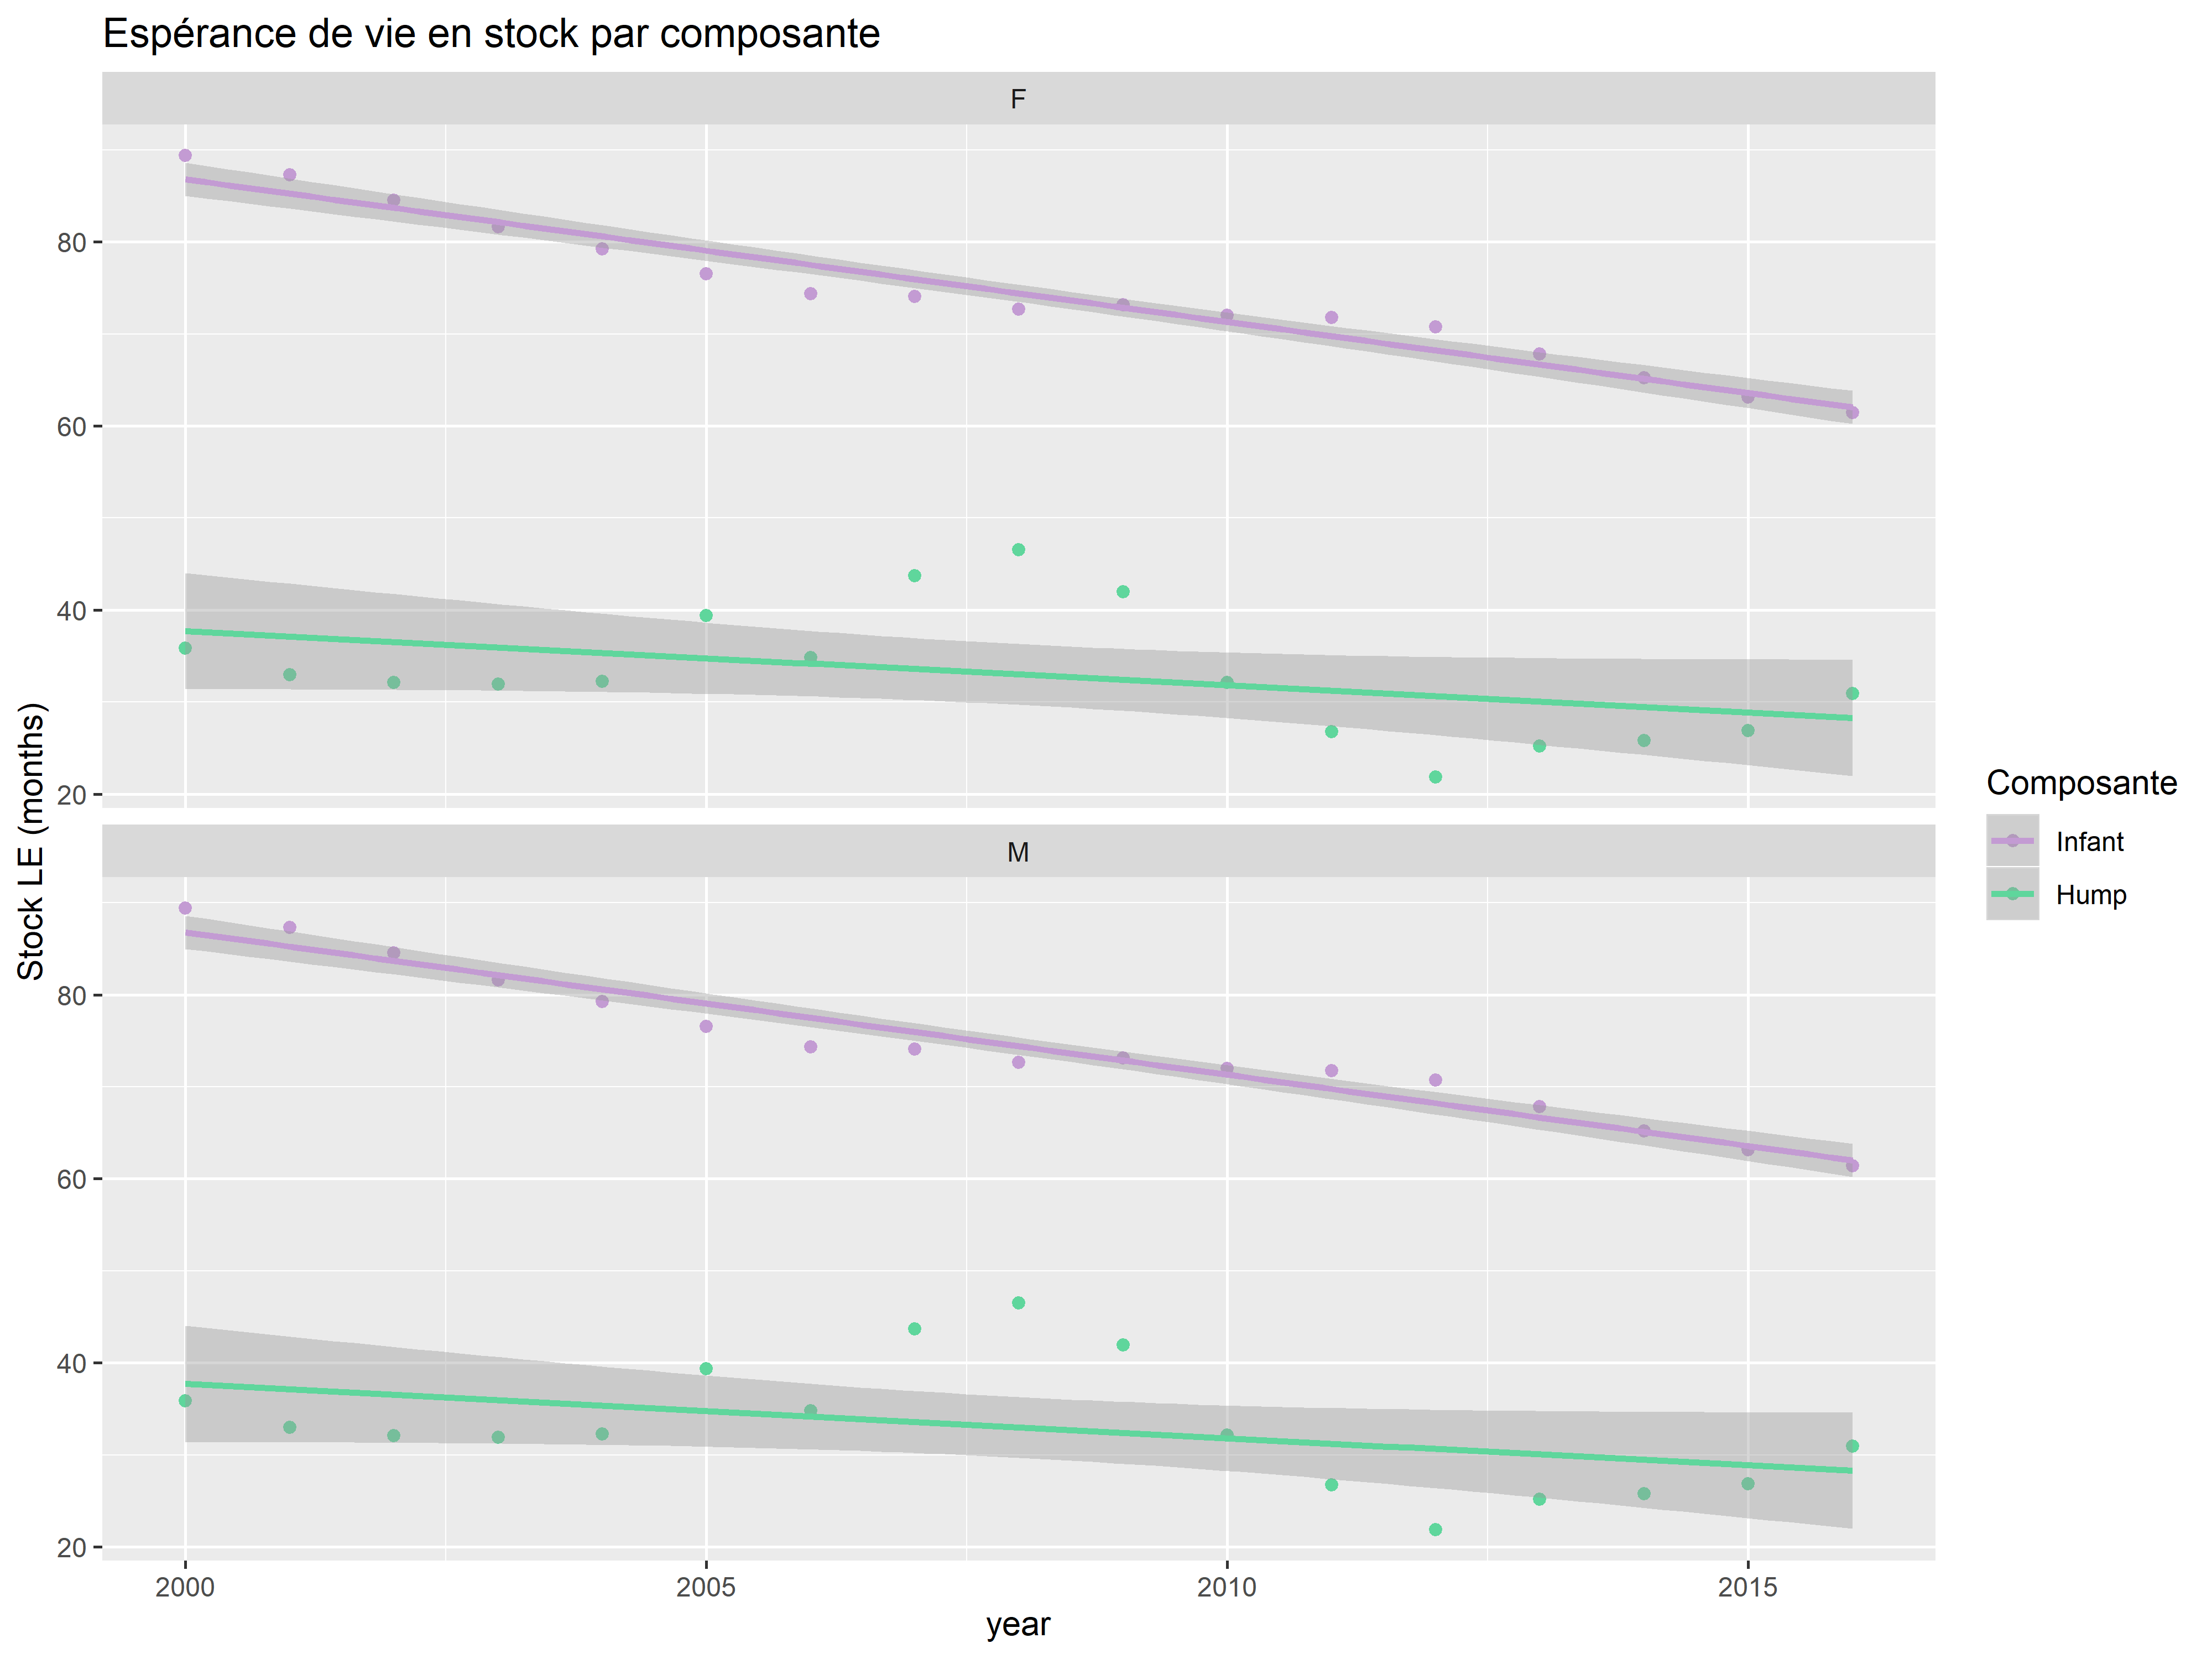 Espérance de vie en stock par composante
F
80
60
40
20
M
80
60
40
20
2000 2005 2010 2015
year
Stock LE (months)
Composante
Infant
Hump